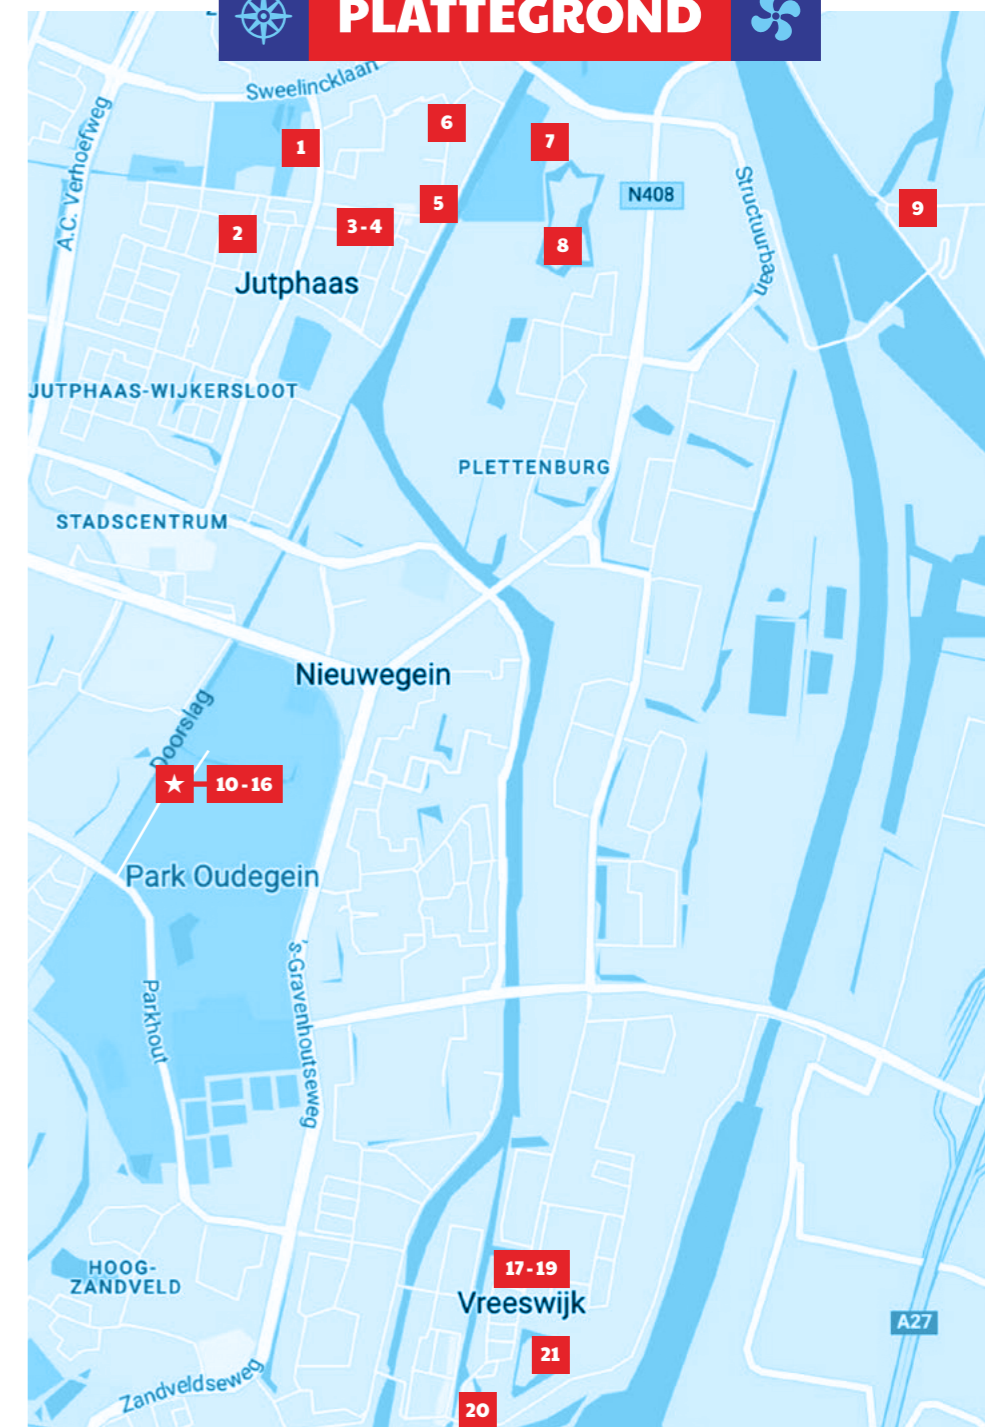 PLATTEGROND
Sweelincklaan
A.C. Verhoefweg
6
7
1
N408
Structuurbaan
5
9
3-4
2
8
Jutphaas
JUTPHAAS-WIJKERSLOOT
PLETTENBURG
STADSCENTRUM
Nieuwegein
Doorslag
10-16
Park Oudegein
's-Gravenhoutseweg
Parkhout
HOOG-
ZANDVELD
17-19
Vreeswijk
A27
21
Zandveldseweg
20